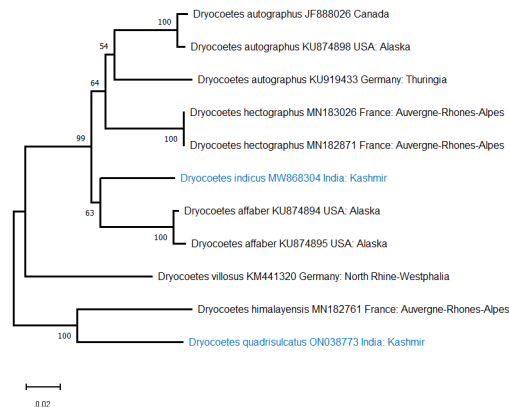 Dryocoetes autographus JF888026 Canada
100
Dryocoetes autographus KU874898 USA: Alaska
54
Dryocoetes autographus KU919433 Germany: Thuringia
64
Dryocoetes hectographus MN183026 France: Auvergne-Rhones-Alpes
100
Dryocoetes hectographus MN182871 France: Auvergne-Rhones-Alpes
99
Dryocoetes indicus MW868304 India: Kashmir
63
Dryocoetes affaber KU874894 USA: Alaska
100
Dryocoetes affaber KU874895 USA: Alaska
Dryocoetes villosus KM441320 Germany: North Rhine-Westphalia
Dryocoetes himalayensis MN182761 France: Auvergne-Rhones-Alpes
100
Dryocoetes quadrisulcatus ON038773 India: Kashmir
0.02